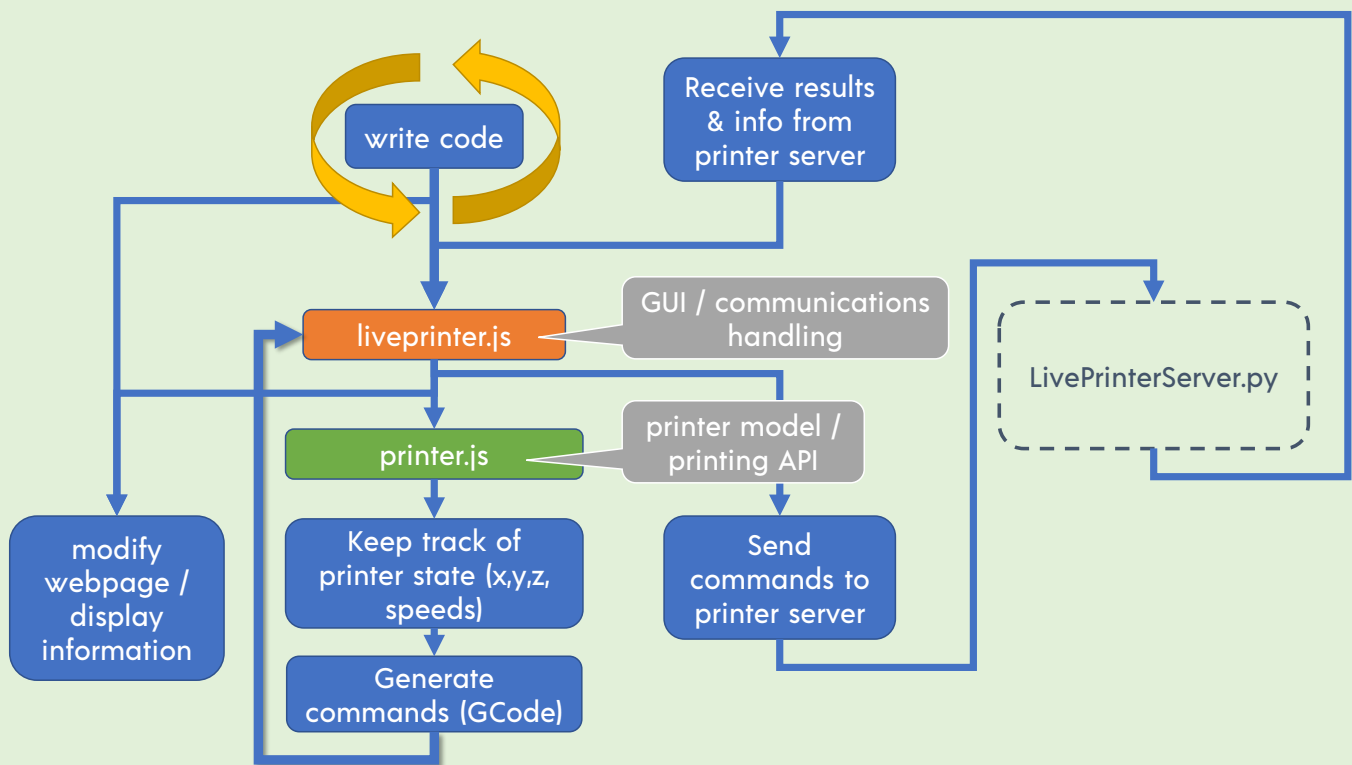 write code
Receive results
& info from
printer server
liveprinter.js
GUI / communications
handling
LivePrinterServer.py
printer.js
printer model /
printing API
modify
webpage /
display
information
Keep track of
printer state (x,y,z,
speeds)
Send
commands to
printer server
Generate
commands (GCode)